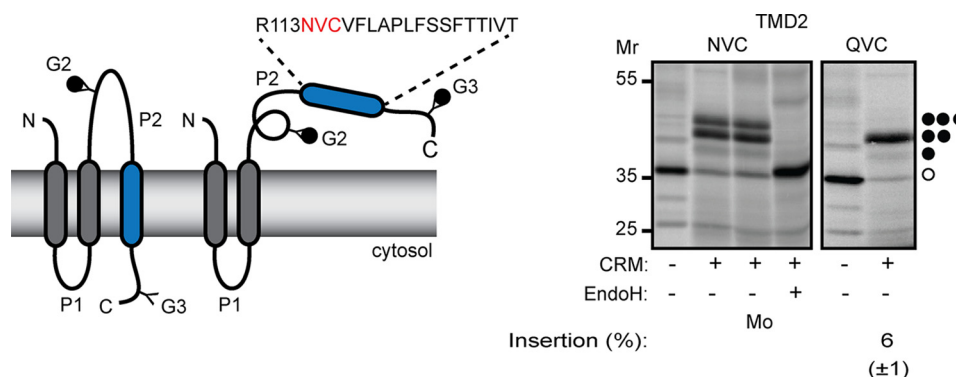 R113NVCVFLAPLFSSFTTIVT
G2
P2
N
P1
C
G3
cytosol
N
P2
G2
G3
C
P1
TMD2
Mr
NVC
QVC
55
35
25
CRM: - + + + - +
EndoH: - - - + - -
Mo
Insertion (%): 6
(±1)